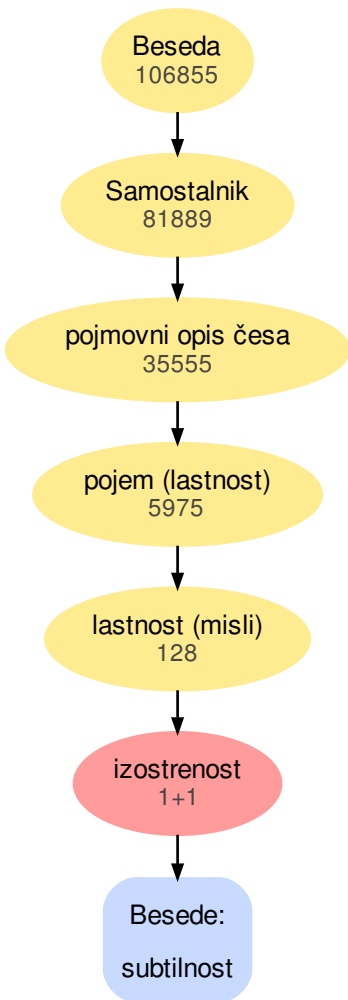 Beseda
106855
Samostalnik
81889
pojmovni opis česa
35555
pojem (lastnost)
5975
lastnost (misli)
128
izostrenost
1+1
Besede:
subtilnost